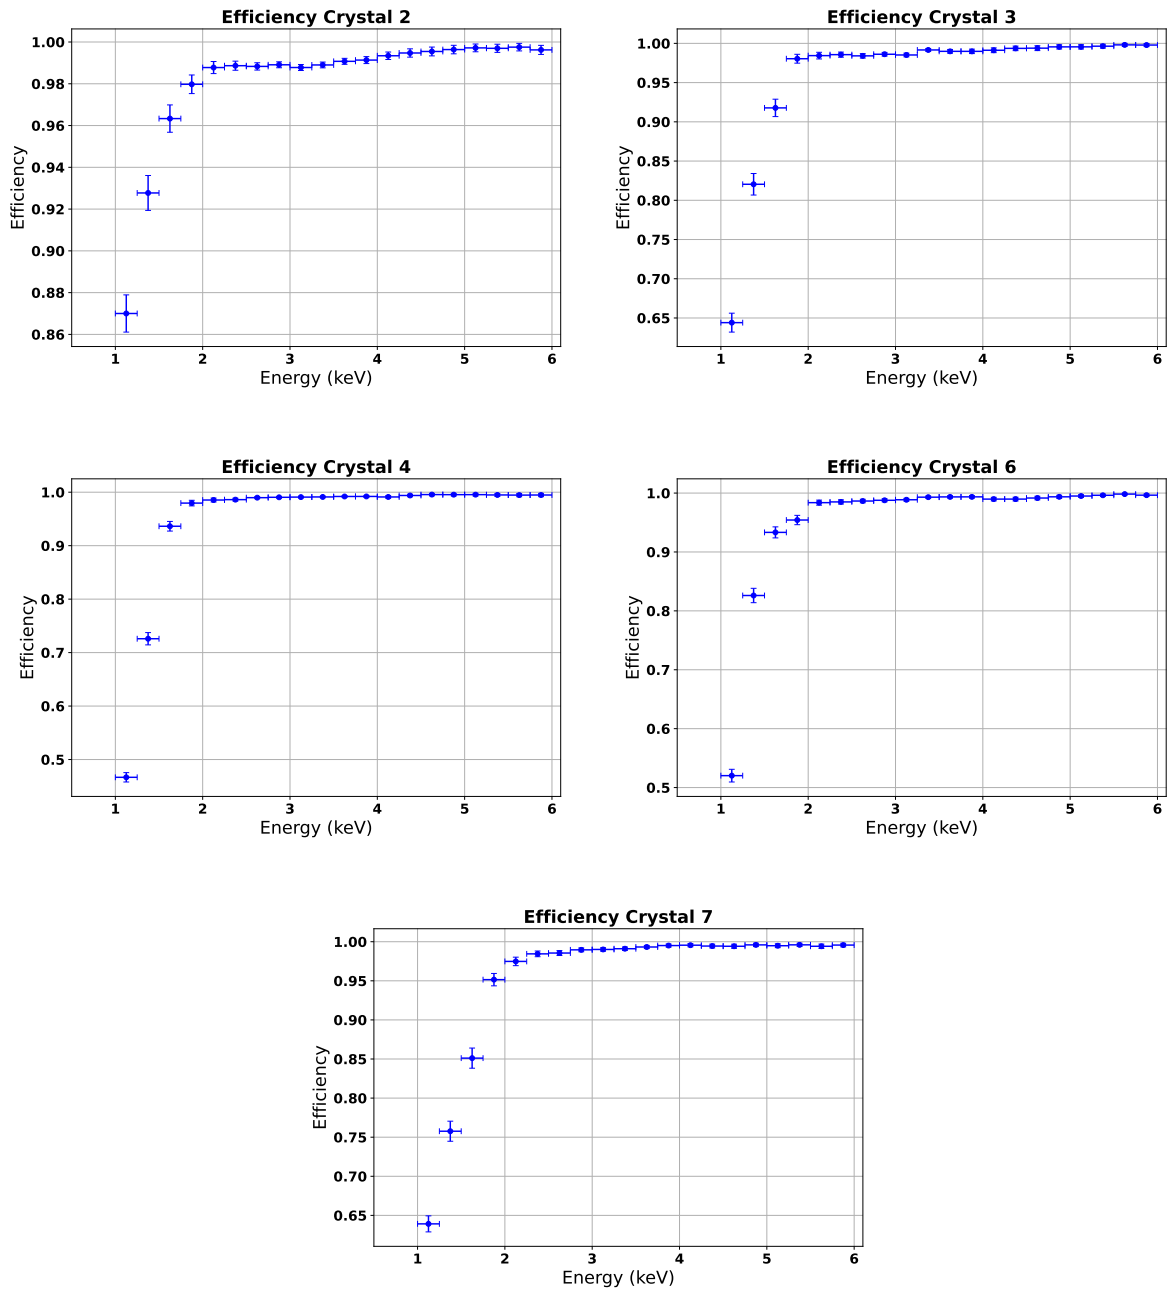 Efficiency Crystal 2
1.00
0.98
0.96
0.94
0.92
0.90
0.88
0.86
Efficiency
1 2 3 4 5 6
Energy (keV)
Efficiency Crystal 3
1.00
0.95
0.90
0.85
0.80
0.75
0.70
0.65
Efficiency
1 2 3 4 5 6
Energy (keV)
Efficiency Crystal 4
1.0
0.9
0.8
0.7
0.6
0.5
Efficiency
1 2 3 4 5 6
Energy (keV)
Efficiency Crystal 6
1.0
0.9
0.8
0.7
0.6
0.5
Efficiency
1 2 3 4 5 6
Energy (keV)
Efficiency Crystal 7
1.00
0.95
0.90
0.85
0.80
0.75
0.70
0.65
Efficiency
1 2 3 4 5 6
Energy (keV)